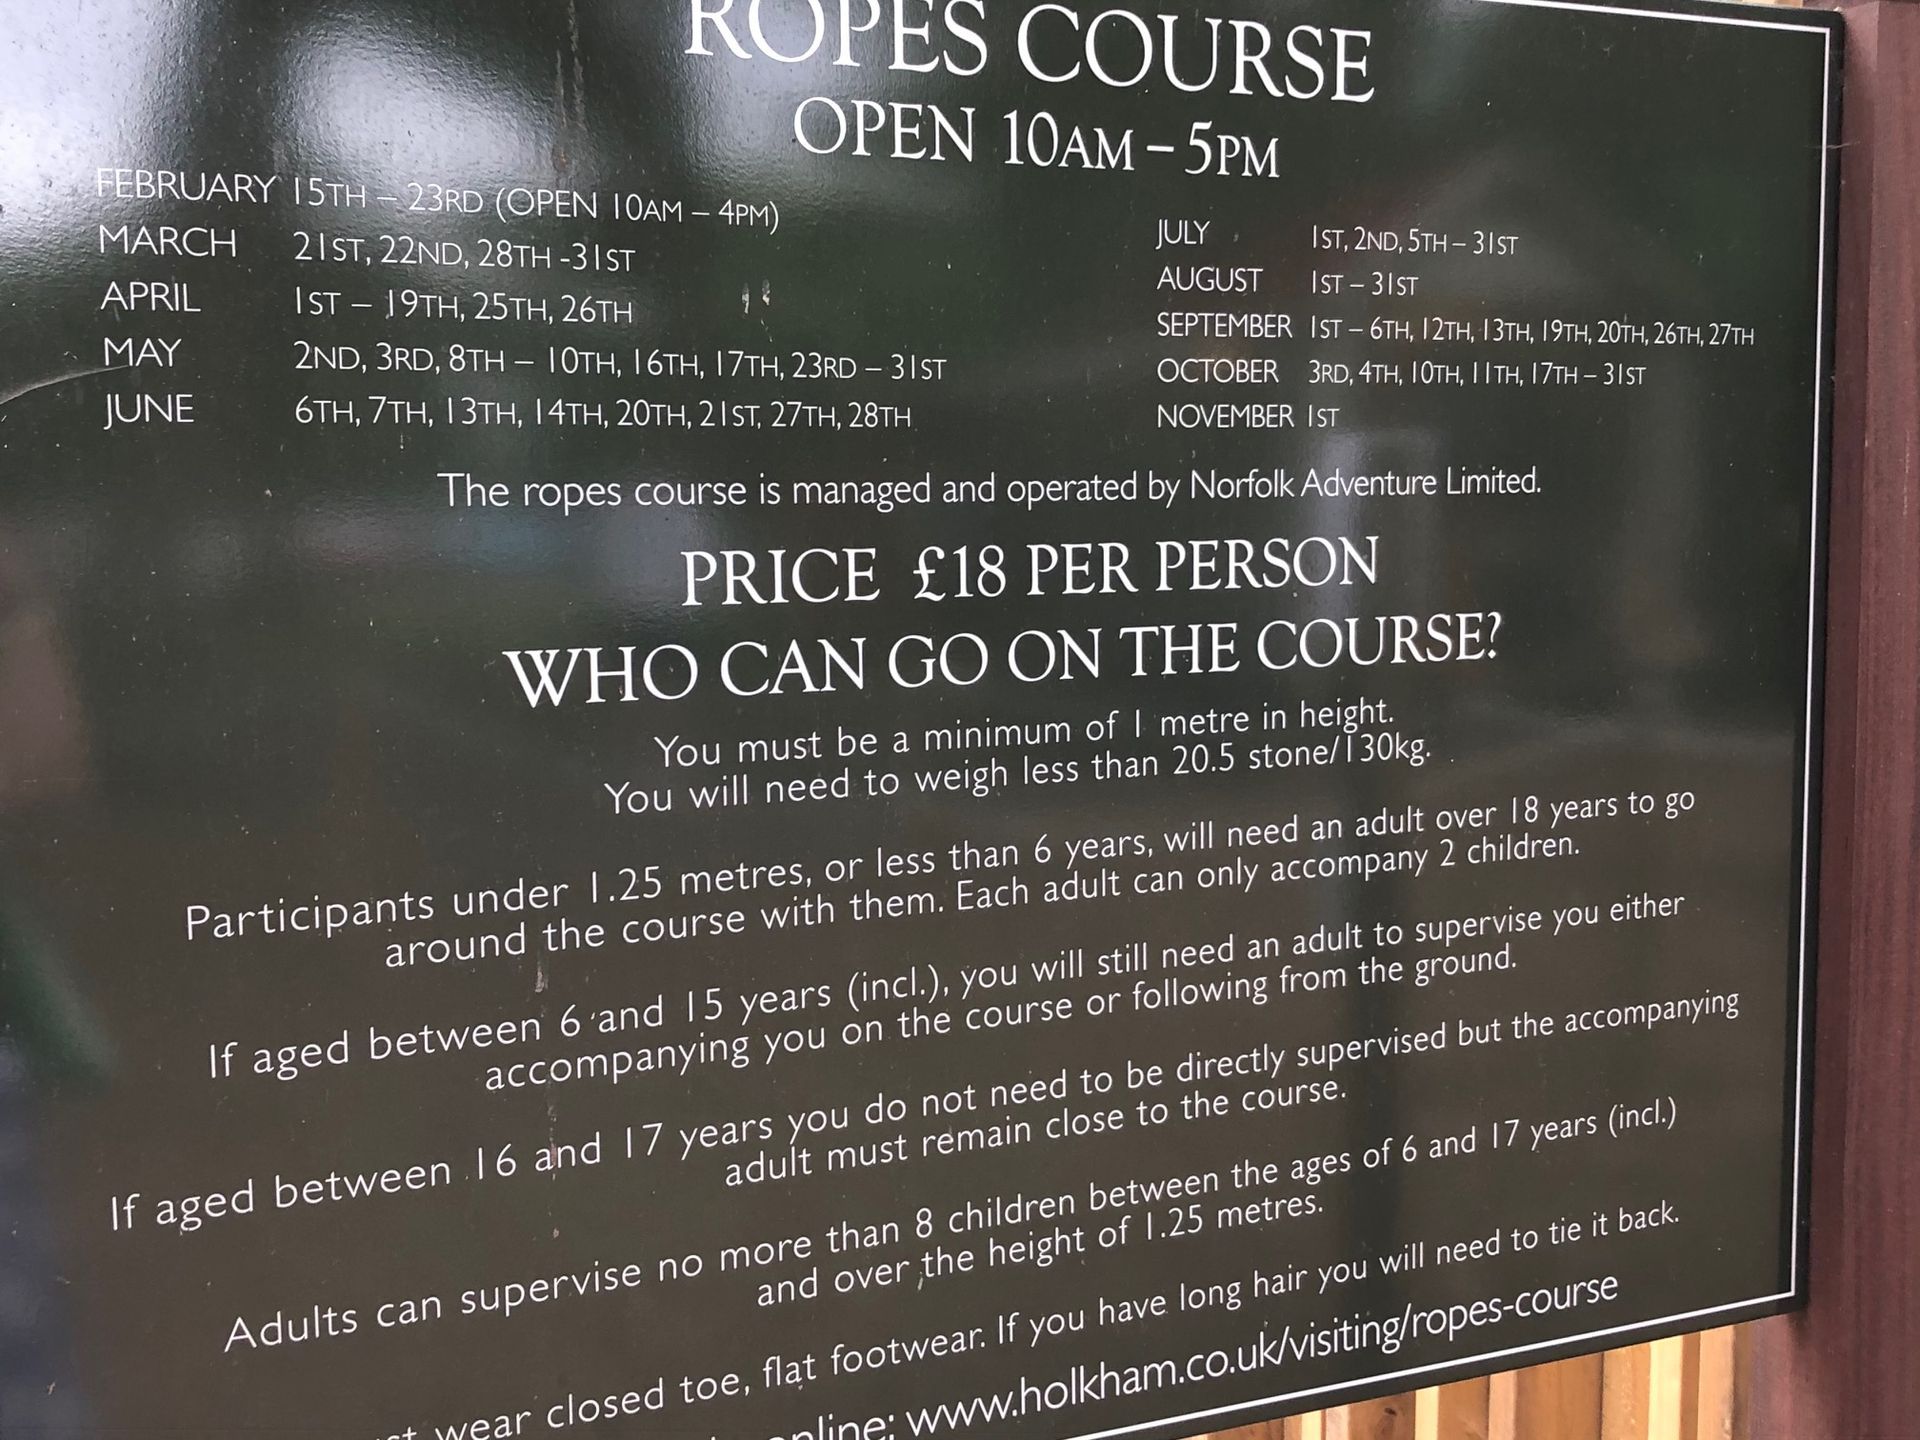 ROPES COURSE
OPEN 10AM – 5PM
FEBRUARY 15TH – 23RD (OPEN 10AM – 4PM)
MARCH 21ST, 22ND, 28TH -31ST
APRIL 1ST – 19TH, 25TH, 26TH
MAY 2ND, 3RD, 8TH – 10TH, 16TH, 17TH, 23RD – 31ST
JUNE 6TH, 7TH, 13TH, 14TH, 20TH, 21ST, 27TH, 28TH
JULY 1ST, 2ND, 5TH – 31ST
AUGUST 1ST – 31ST
SEPTEMBER 1ST – 6TH, 12TH, 13TH, 19TH, 20TH, 26TH, 27TH
OCTOBER 3RD, 4TH, 10TH, 11TH, 17TH – 31ST
NOVEMBER 1ST
The ropes course is managed and operated by Norfolk Adventure Limited.
PRICE £18 PER PERSON
WHO CAN GO ON THE COURSE?
You must be a minimum of 1 metre in height.
You will need to weigh less than 20.5 stone/130kg.
Participants under 1.25 metres, or less than 6 years, will need an adult over 18 years to go
around the course with them. Each adult can only accompany 2 children.
If aged between 6 and 15 years (incl.), you will still need an adult to supervise you either
accompanying you on the course or following from the ground.
If aged between 16 and 17 years you do not need to be directly supervised but the accompanying
adult must remain close to the course.
Adults can supervise no more than 8 children between the ages of 6 and 17 years (incl.)
and over the height of 1.25 metres.
wear closed toe, flat footwear. If you have long hair you will need to tie it back.
online: www.holkham.co.uk/visiting/ropes-course